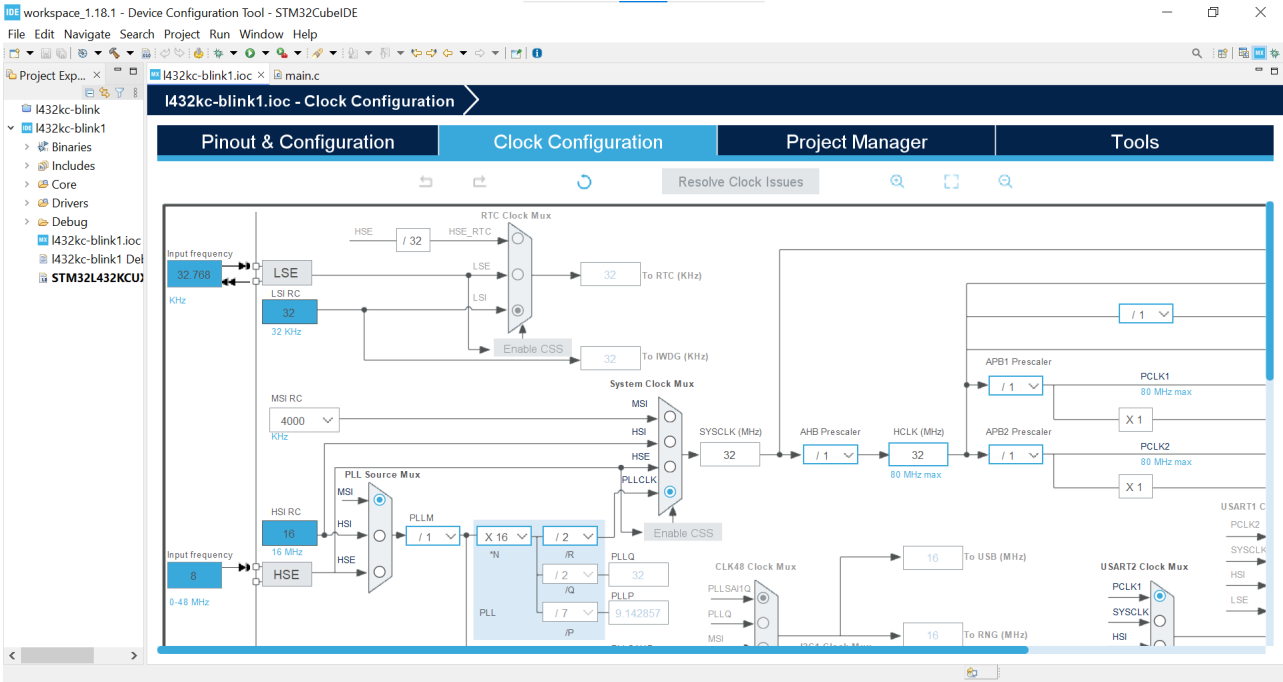 IDE workspace_1.18.1 - Device Configuration Tool - STM32CubeIDE
File Edit Navigate Search Project Run Window Help
Project Exp... ×
MX l432kc-blink1.ioc × main.c
l432kc-blink1.ioc - Clock Configuration
l432kc-blink
IDE l432kc-blink1
Binaries
Includes
Core
Drivers
Debug
MX l432kc-blink1.ioc
l432kc-blink1 Del
STM32L432KCUX
Pinout & Configuration
Clock Configuration
Project Manager
Tools
Resolve Clock Issues
RTC Clock Mux
HSE
/ 32
HSE_RTC
Input frequency
32.768
KHz
LSE
LSE
32
To RTC (KHz)
LSI RC
32
32 KHz
LSI
Enable CSS
32
To IWDG (KHz)
/ 1
System Clock Mux
APB1 Prescaler
/ 1
PCLK1
80 MHz max
X 1
MSI RC
4000
KHz
MSI
HSI
HSE
PLLCLK
SYSCLK (MHz)
32
AHB Prescaler
/ 1
HCLK (MHz)
32
80 MHz max
APB2 Prescaler
/ 1
PCLK2
80 MHz max
X 1
Enable CSS
PLL Source Mux
MSI
HSI
HSE
HSI RC
16
16 MHz
PLLM
/ 1
X 16
*N
/ 2
/R
PLLQ
/ 2
32
/Q
PLLP
/ 7
9.142857
/P
PLL
Input frequency
8
0-48 MHz
HSE
CLK48 Clock Mux
PLLSAI1Q
PLLQ
MSI
16
To USB (MHz)
16
To RNG (MHz)
USART1 C
PCLK2
SYSCLK
HSI
LSE
USART2 Clock Mux
PCLK1
SYSCLK
HSI